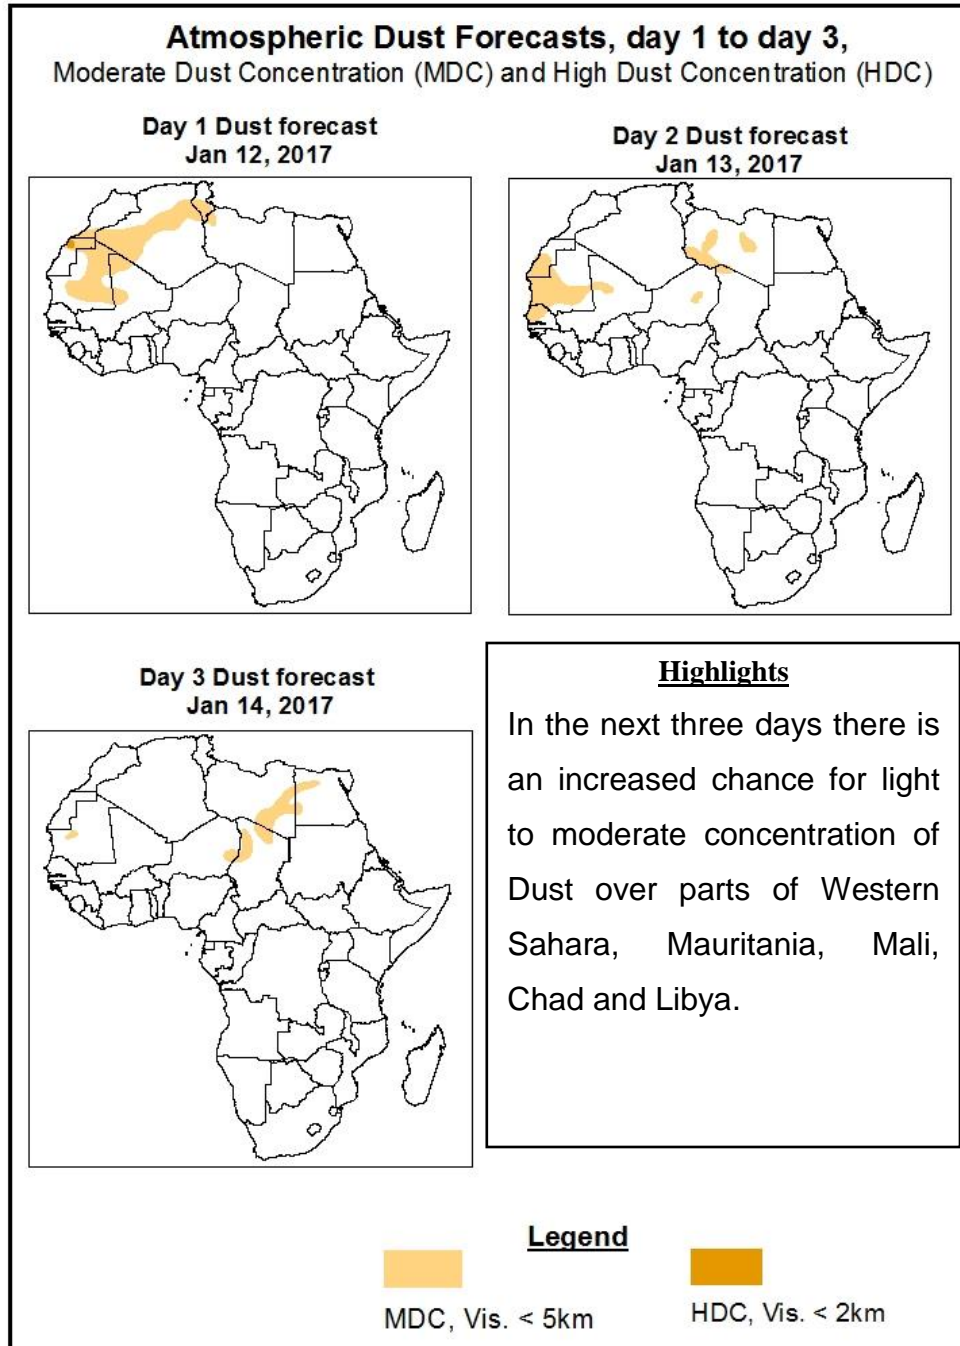 Atmospheric Dust Forecasts, day 1 to day 3,
Moderate Dust Concentration (MDC) and High Dust Concentration (HDC)
Day 1 Dust forecast
Jan 12, 2017
Day 2 Dust forecast
Jan 13, 2017
Day 3 Dust forecast
Jan 14, 2017
Highlights
In the next three days there is
an increased chance for light
to moderate concentration of
Dust over parts of Western
Sahara, Mauritania, Mali,
Chad and Libya.
Legend
MDC, Vis. < 5km
HDC, Vis. < 2km